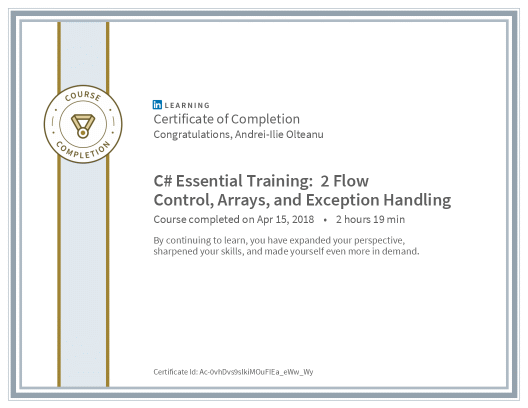 COURSE
COMPLETION
in LEARNING
Certificate of Completion
Congratulations, Andrei-Ilie Olteanu
C# Essential Training: 2 Flow
Control, Arrays, and Exception Handling
Course completed on Apr 15, 2018 • 2 hours 19 min
By continuing to learn, you have expanded your perspective,
sharpened your skills, and made yourself even more in demand.
Certificate Id: